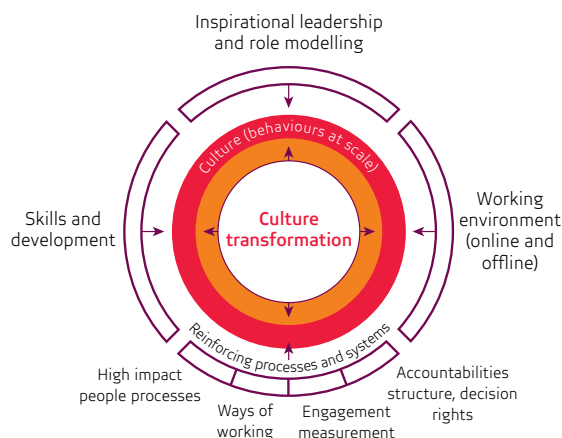 Inspirational leadership
and role modelling
Culture (behaviours at scale)
Skills and
development
Culture
transformation
Working
environment
(online and
offline)
Reinforcing processes and systems
High impact
people processes
Ways of
working
Engagement
measurement
Accountabilities
structure, decision
rights